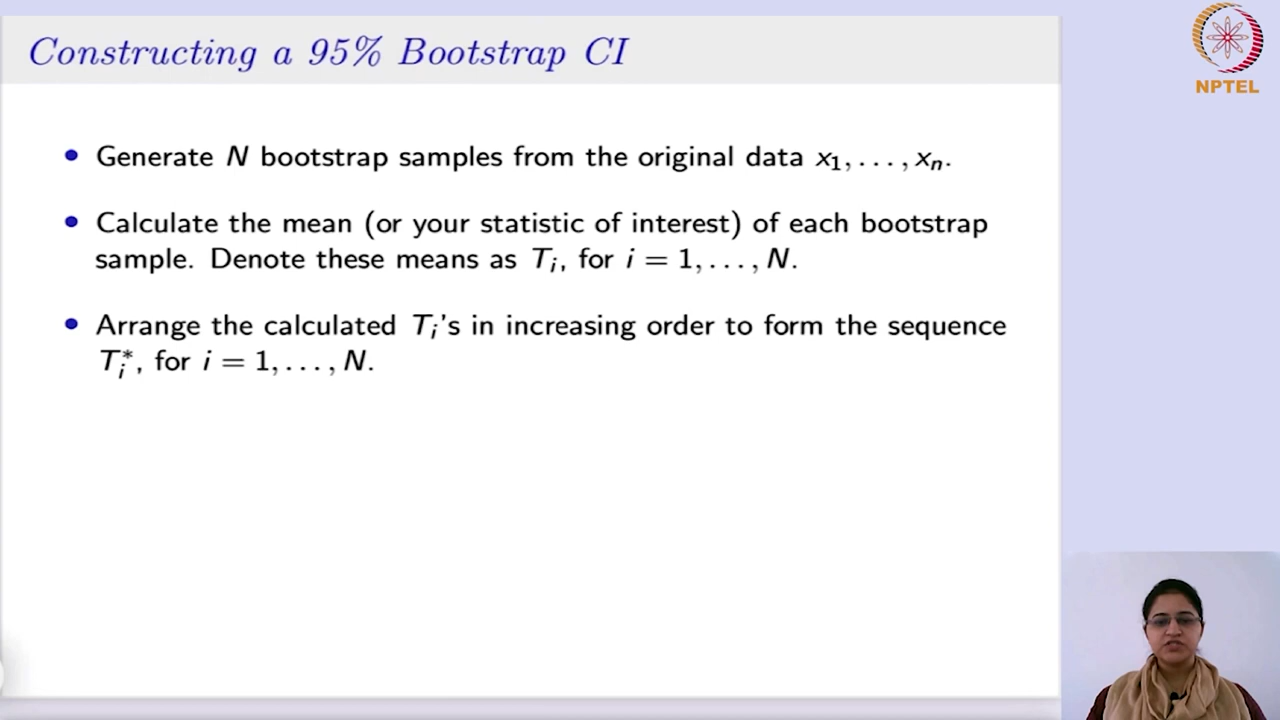 Constructing a 95% Bootstrap CI
NPTEL
• Generate N bootstrap samples from the original data x₁, . . . , xₙ.
• Calculate the mean (or your statistic of interest) of each bootstrap
sample. Denote these means as Tᵢ, for i = 1, . . . , N.
• Arrange the calculated Tᵢ's in increasing order to form the sequence
Tᵢ*, for i = 1, . . . , N.